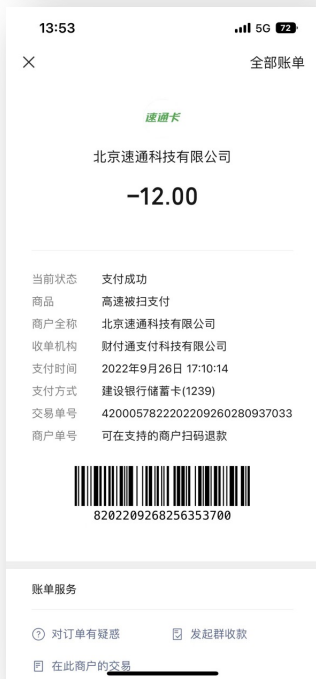 13:53
5G 72
全部账单
速通卡
北京速通科技有限公司
-12.00
当前状态 支付成功
商品 高速被扫支付
商户全称 北京速通科技有限公司
收单机构 财付通支付科技有限公司
支付时间 2022年9月26日 17:10:14
支付方式 建设银行储蓄卡(1239)
交易单号 4200057822202209260280937033
商户单号 可在支持的商户扫码退款
8202209268256353700
账单服务
对订单有疑惑 发起群收款
在此商户的交易